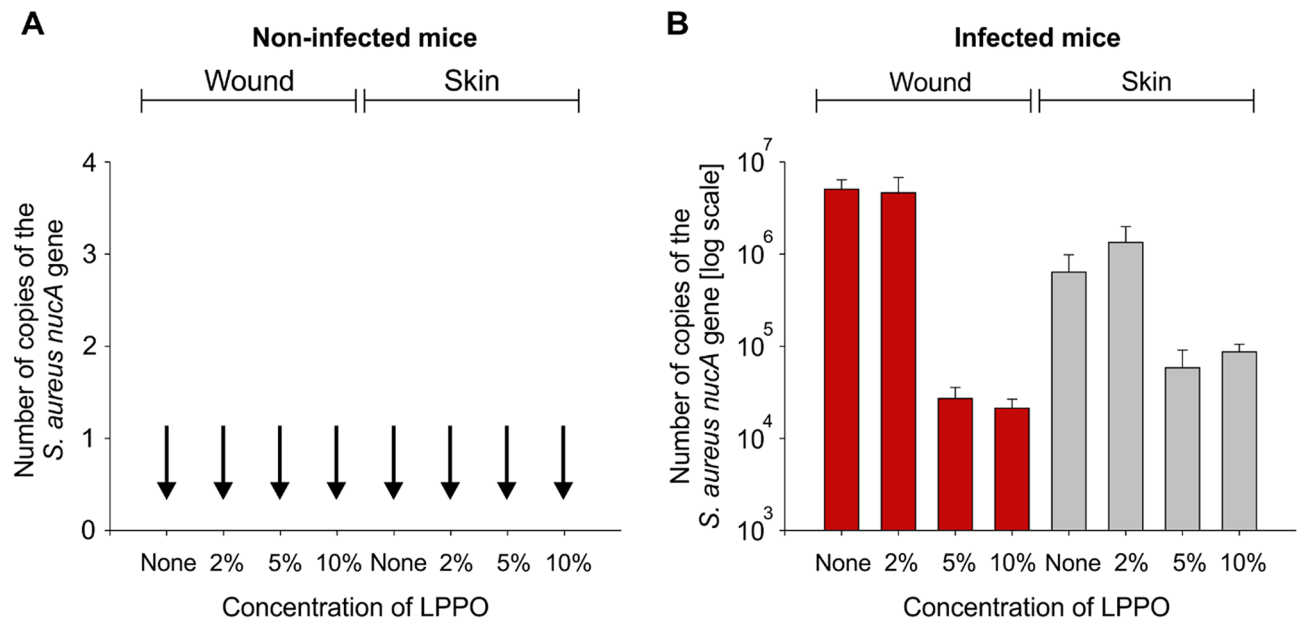 A
Non-infected mice
Wound
Skin
Number of copies of the
S. aureus nucA gene
4
3
2
1
0
None 2% 5% 10% None 2% 5% 10%
Concentration of LPPO
B
Infected mice
Wound
Skin
Number of copies of the
S. aureus nucA gene [log scale]
10^7
10^6
10^5
10^4
10^3
None 2% 5% 10% None 2% 5% 10%
Concentration of LPPO